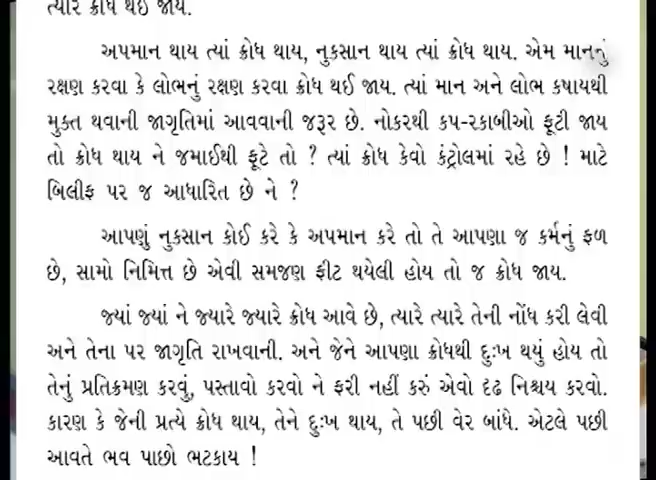 ત્યારે ક્રોધ થઈ જાય.
અપમાન થાય ત્યાં ક્રોધ થાય, નુકસાન થાય ત્યાં ક્રોધ થાય. એમ માનનું
રક્ષણ કરવા કે લોભનું રક્ષણ કરવા ક્રોધ થઈ જાય. ત્યાં માન અને લોભ કષાયથી
મુક્ત થવાની જાગૃતિમાં આવવાની જરૂર છે. નોકરથી કપ-રકાબીઓ ફૂટી જાય
તો ક્રોધ થાય ને જમાઈથી ફૂટે તો ? ત્યાં ક્રોધ કેવો કંટ્રોલમાં રહે છે ! માટે
બિલીફ પર જ આધારિત છે ને ?
આપણું નુકસાન કોઈ કરે કે અપમાન કરે તો તે આપણા જ કર્મનું ફળ
છે, સામો નિમિત્ત છે એવી સમજણ ફીટ થયેલી હોય તો જ ક્રોધ જાય.
જ્યાં જ્યાં ને જ્યારે જ્યારે ક્રોધ આવે છે, ત્યારે ત્યારે તેની નોંધ કરી લેવી
અને તેના પર જાગૃતિ રાખવાની. અને જેને આપણા ક્રોધથી દુઃખ થયું હોય તો
તેનું પ્રતિક્રમણ કરવું, પસ્તાવો કરવો ને ફરી નહીં કરું એવો દૃઢ નિશ્ચય કરવો.
કારણ કે જેની પ્રત્યે ક્રોધ થાય, તેને દુઃખ થાય, તે પછી વેર બાંધે. એટલે પછી
આવતે ભવ પાછો ભટકાય !